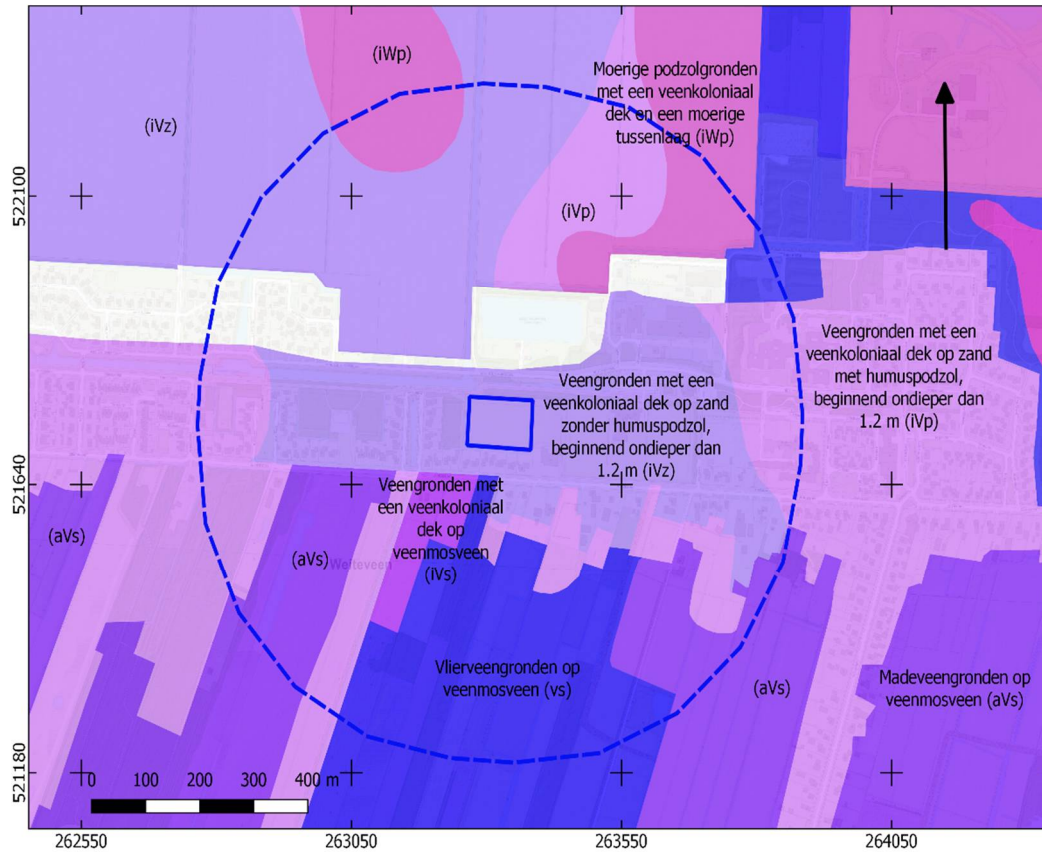 (iWp)
Moerige podzolgronden
met een veenkoloniaal
dek en een moerige
tussenlaag (iWp)
(iVz)
522100
(iVp)
Veengronden met een
veenkoloniaal dek op zand
met humuspodzol,
beginnend ondieper dan
1.2 m (iVp)
Veengronden met een
veenkoloniaal dek op zand
zonder humuspodzol,
beginnend ondieper dan
1.2 m (iVz)
521640
Veengronden met
een veenkoloniaal
dek op
veenmosveen
(iVs)
(aVs)
(aVs)
Weiteveen
Vlierveengronden op
veenmosveen (vs)
(aVs)
Madeveengronden op
veenmosveen (aVs)
521180
0 100 200 300 400 m
262550 263050 263550 264050